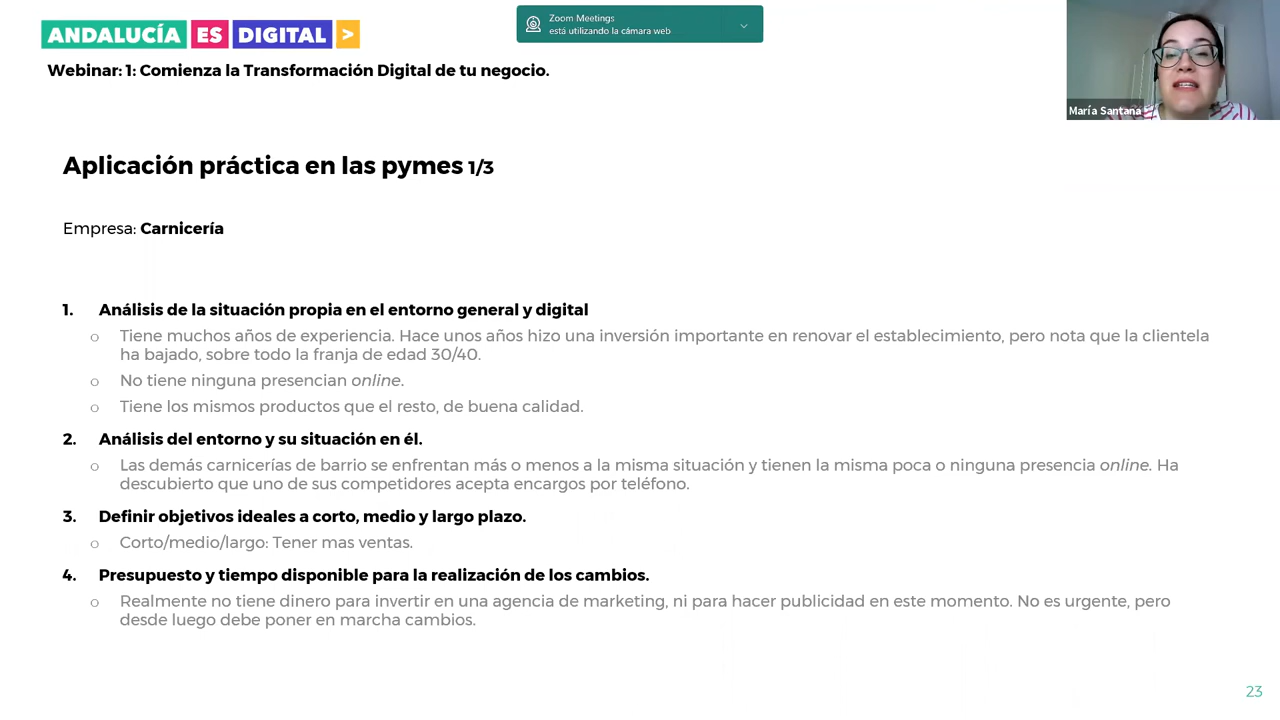 ANDALUCÍA ES DIGITAL >
Zoom Meetings
está utilizando la cámara web
Webinar: 1: Comienza la Transformación Digital de tu negocio.
María Santana
Aplicación práctica en las pymes 1/3
Empresa: Carnicería
1. Análisis de la situación propia en el entorno general y digital
○ Tiene muchos años de experiencia. Hace unos años hizo una inversión importante en renovar el establecimiento, pero nota que la clientela
ha bajado, sobre todo la franja de edad 30/40.
○ No tiene ninguna presencian online.
○ Tiene los mismos productos que el resto, de buena calidad.
2. Análisis del entorno y su situación en él.
○ Las demás carnicerías de barrio se enfrentan más o menos a la misma situación y tienen la misma poca o ninguna presencia online. Ha
descubierto que uno de sus competidores acepta encargos por teléfono.
3. Definir objetivos ideales a corto, medio y largo plazo.
○ Corto/medio/largo: Tener mas ventas.
4. Presupuesto y tiempo disponible para la realización de los cambios.
○ Realmente no tiene dinero para invertir en una agencia de marketing, ni para hacer publicidad en este momento. No es urgente, pero
desde luego debe poner en marcha cambios.
23